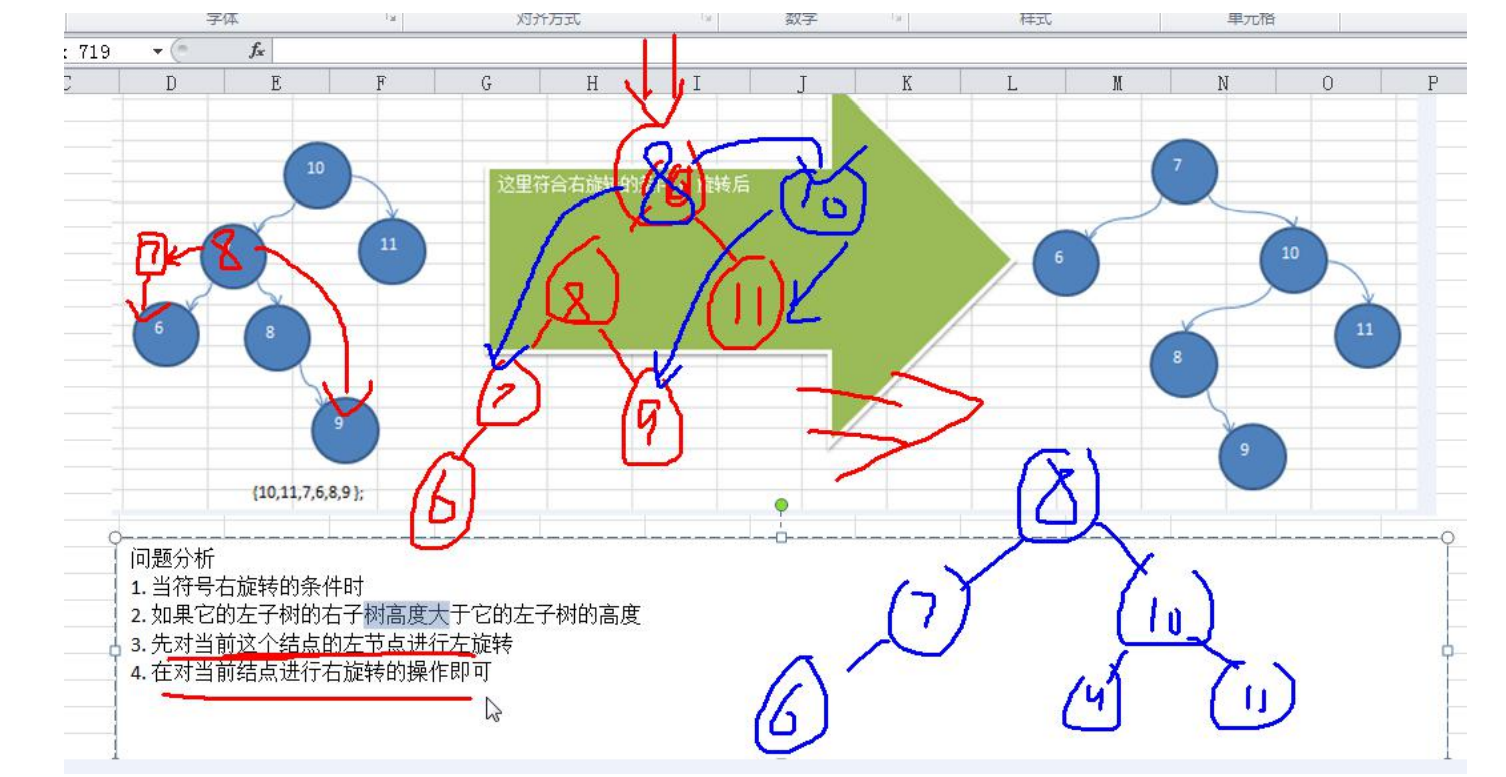 字体 对齐方式 数字 样式 单元格
719 fx
D E F G H I J K L M N O P
10
8
7 8 11
6 8
9
{10,11,7,6,8,9 };
这里符合右旋转的 旋转后
8 10
8 11
7 9
6
7
6 10
8 11
9
8
7 10
6 9 11
问题分析
1. 当符号右旋转的条件时
2. 如果它的左子树的右子树高度大于它的左子树的高度
3. 先对当前这个结点的左节点进行左旋转
4. 在对当前结点进行右旋转的操作即可